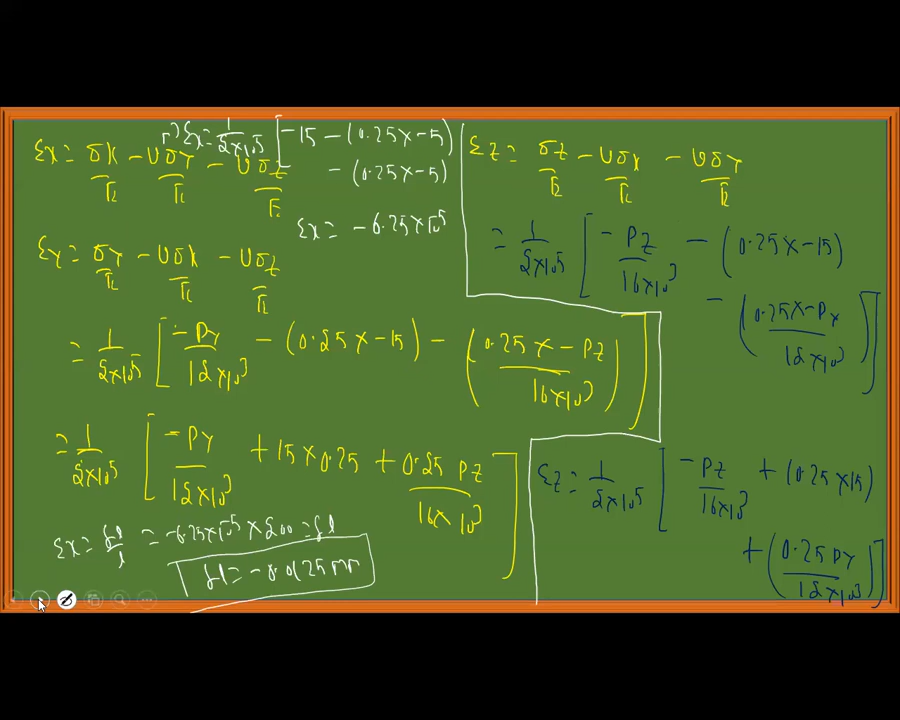 εx = 1/2×10^5 [ -15 - (0.25×-5)
- (0.25×-5)
εx = σx/E - υσy/E - υσz/E
εx = -6.25×10^-5
εy = σy/E - υσx/E - υσz/E
= 1/2×10^5 [ -Py/12×10^3 - (0.25×-15) - (0.25×-Pz/16×10^3) ]
= 1/2×10^5 [ -Py/12×10^3 + 15×0.25 + 0.25 Pz/16×10^3 ]
εx = δl/l = -6.25×10^-5 × 200 = δl
δl = -0.0125 mm
εz = σz/E - υσx/E - υσy/E
= 1/2×10^5 [ -Pz/16×10^3 - (0.25×-15)
- (0.25×-Py/12×10^3) ]
εz = 1/2×10^5 [ -Pz/16×10^3 + (0.25×15)
+ (0.25 Py/12×10^3) ]